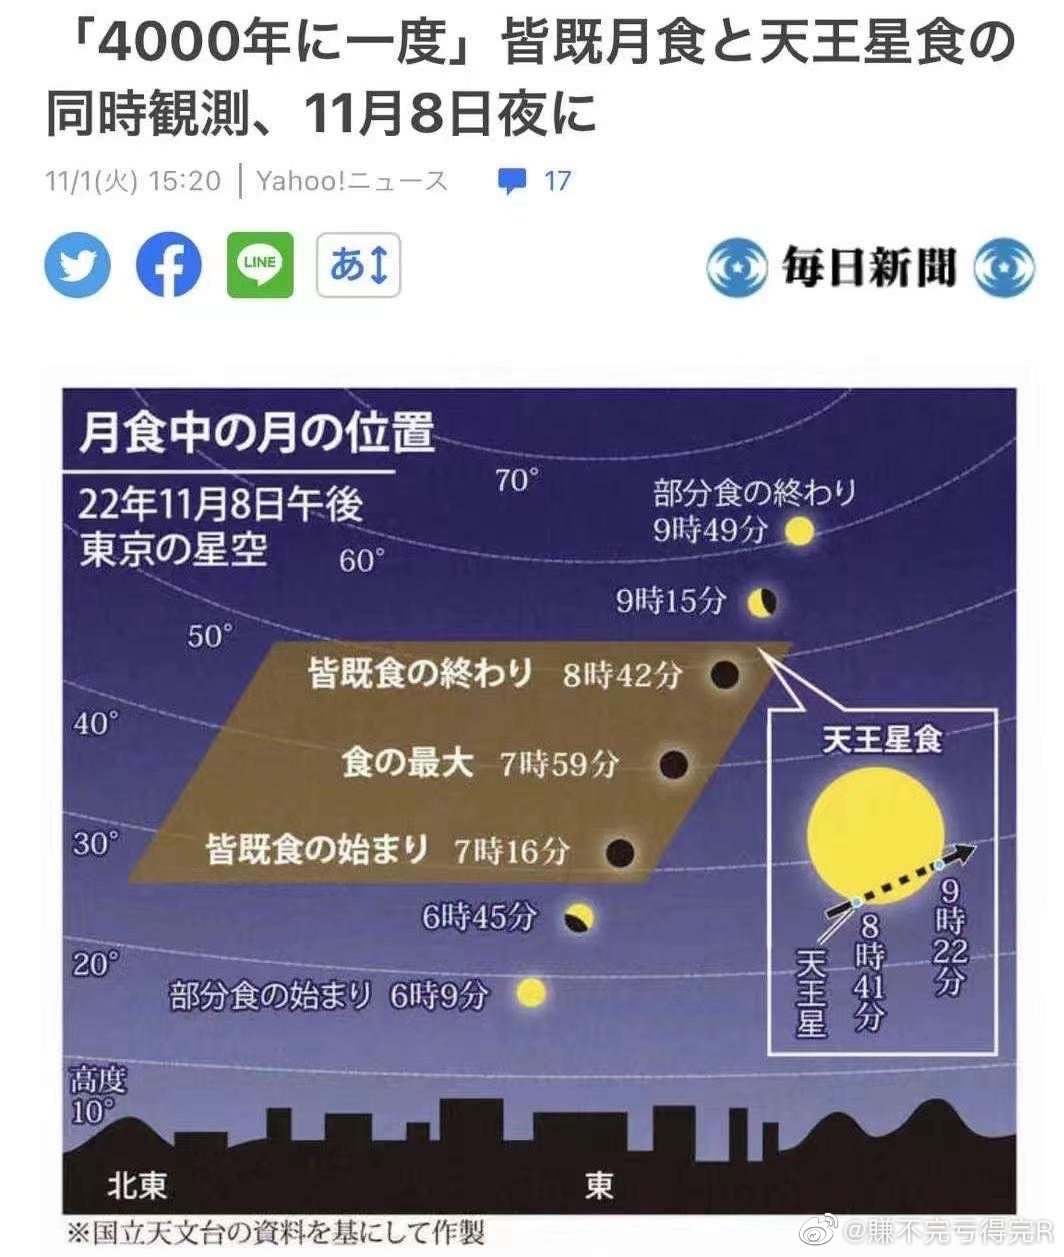 「4000年に一度」皆既月食と天王星食の
同時観測、11月8日夜に
11/1(火) 15:20 | Yahoo!ニュース 17
LINE
あ
毎日新聞
月食中の月の位置
22年11月8日午後
東京の星空
70°
60°
50°
40°
30°
20°
高度
10°
部分食の終わり
9時49分
9時15分
皆既食の終わり 8時42分
食の最大 7時59分
皆既食の始まり 7時16分
6時45分
部分食の始まり 6時9分
天王星食
9時22分
8時41分
天王星
北東
東
※国立天文台の資料を基にして作製
@賺不完亏得完R